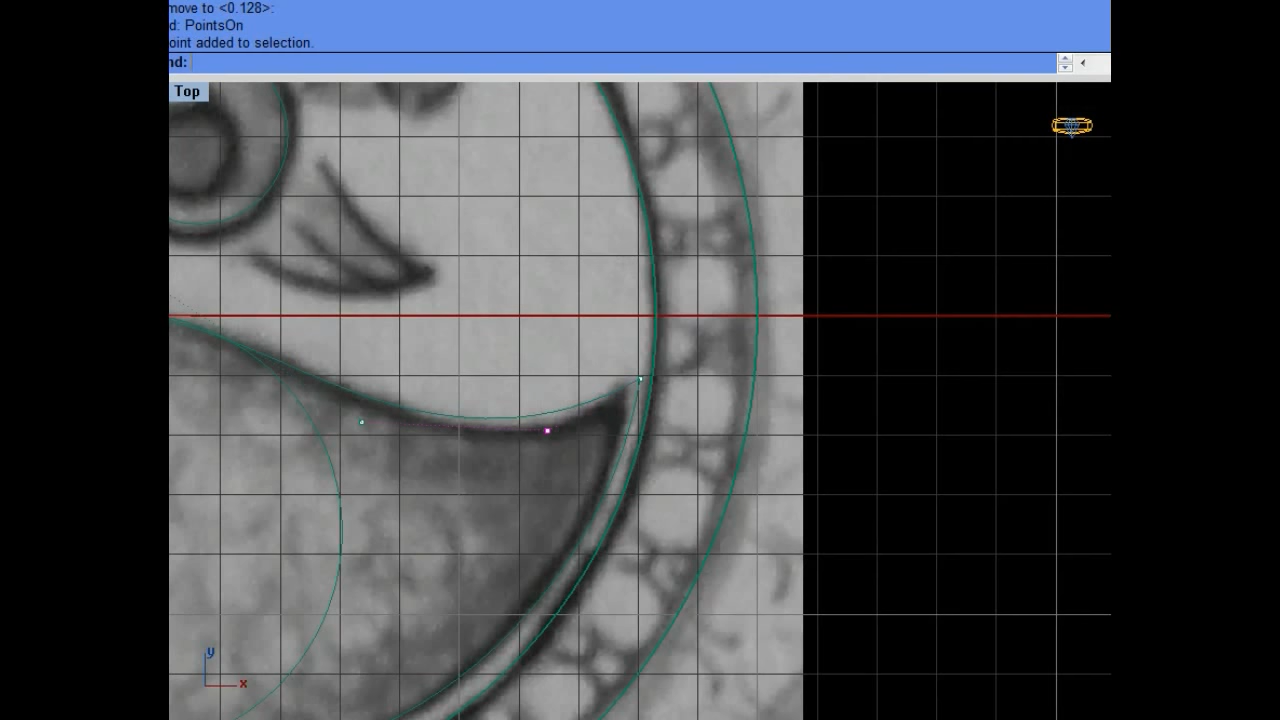 move to <0.128>:
d: PointsOn
oint added to selection.
nd:
Top
y
x